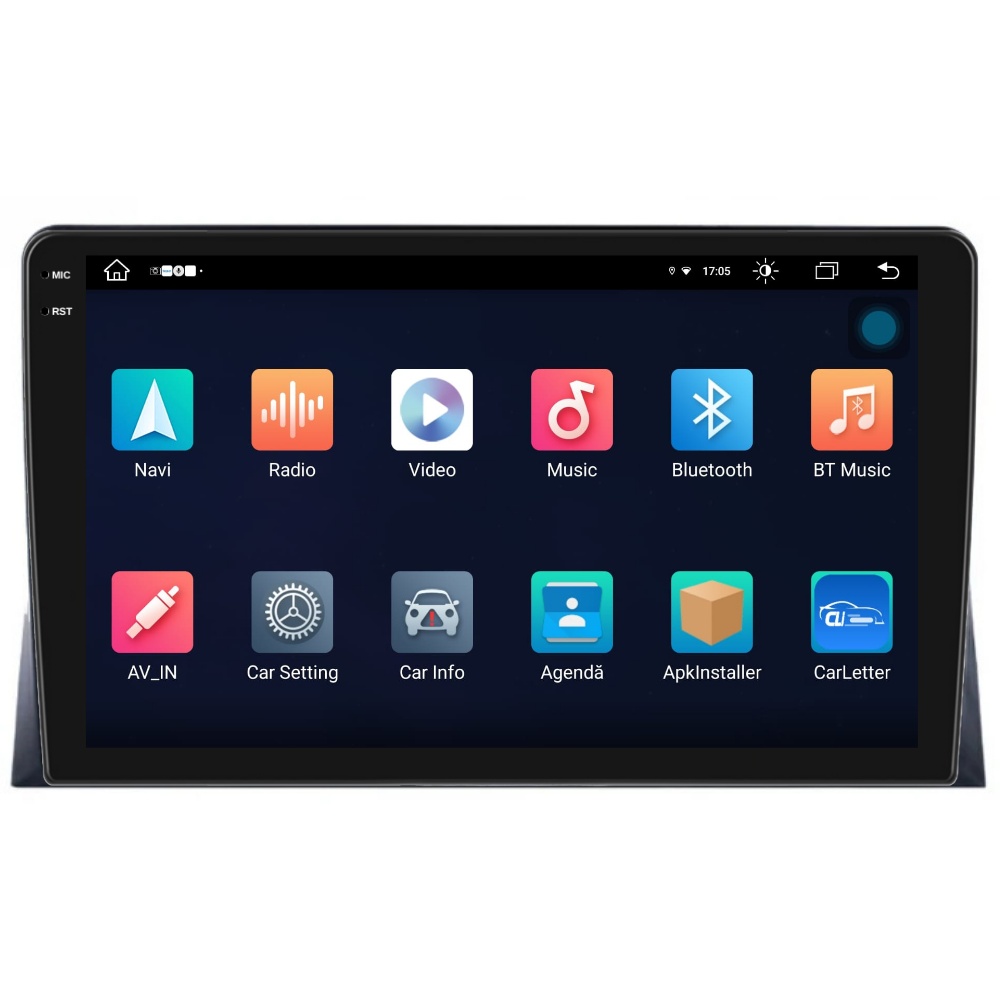 MIC
17:05
RST
Navi
Radio
Video
Music
Bluetooth
BT Music
AV_IN
Car Setting
Car Info
Agendă
ApkInstaller
CarLetter